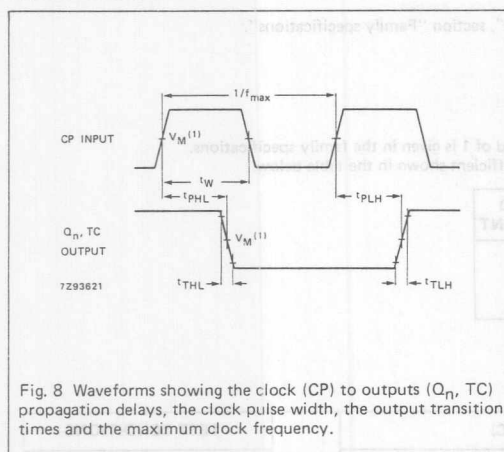 ", section "Family specifications".
d of 1 is given in the family specifications.
efficient shown in the table below.
1/fmax
CP INPUT
VM(1)
tW
tPHL
tPLH
Qn, TC
OUTPUT
VM(1)
7Z93621
tTHL
tTLH
Fig. 8 Waveforms showing the clock (CP) to outputs (Qn, TC)
propagation delays, the clock pulse width, the output transition
times and the maximum clock frequency.